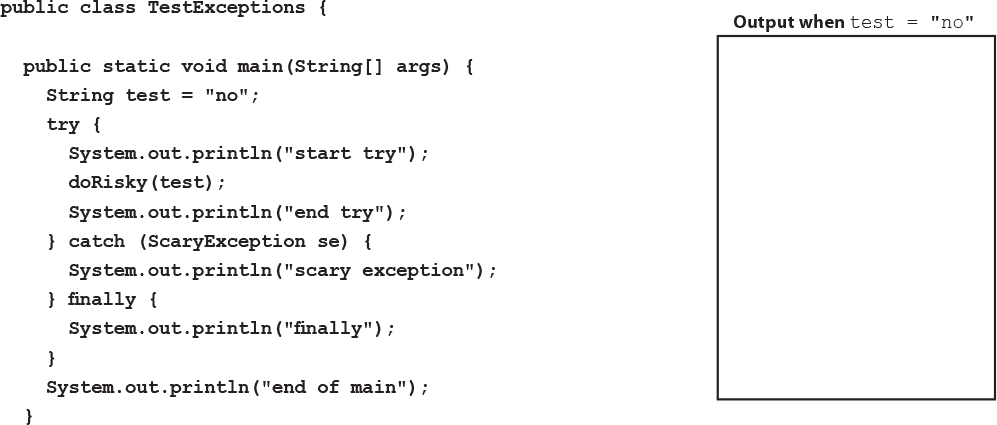 public class TestExceptions {
Output when test = "no"
public static void main(String[] args) {
String test = "no";
try {
System.out.println("start try");
doRisky(test);
System.out.println("end try");
} catch (ScaryException se) {
System.out.println("scary exception");
} finally {
System.out.println("finally");
}
System.out.println("end of main");
}